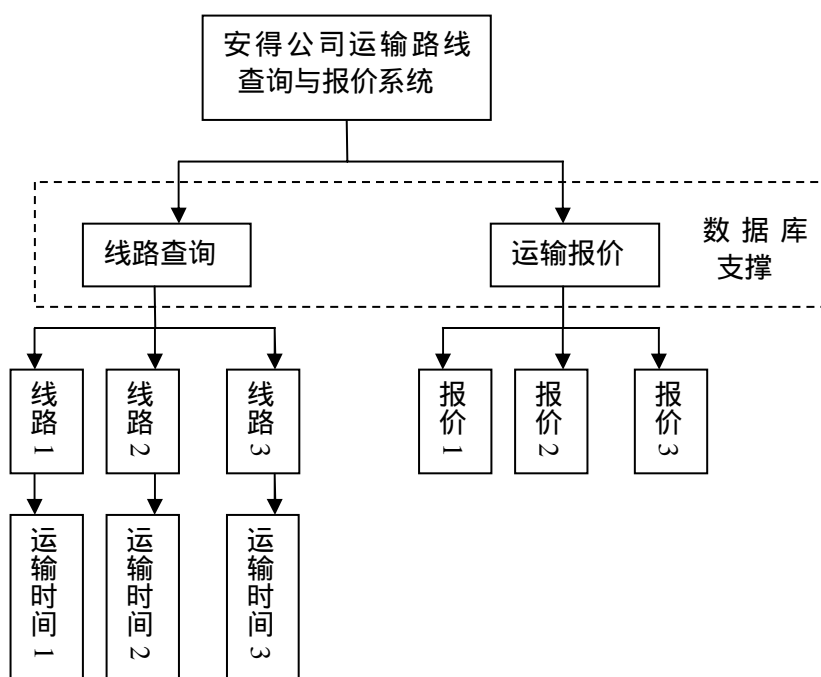 安得公司运输路线
查询与报价系统
线路查询
运输报价
数据库
支撑
线路1
线路2
线路3
报价1
报价2
报价3
运输时间1
运输时间2
运输时间3